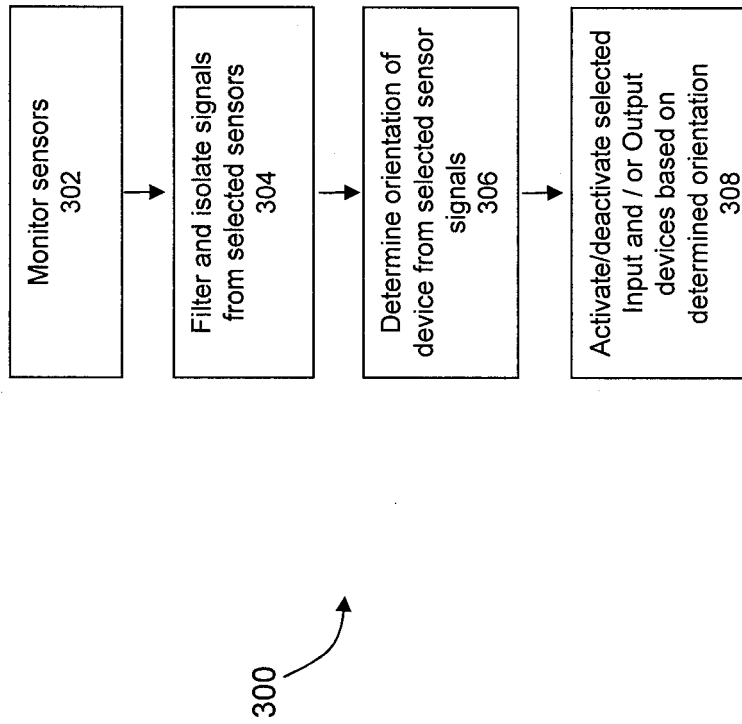 300
Monitor sensors
302
Filter and isolate signals
from selected sensors
304
Determine orientation of
device from selected sensor
signals
306
Activate/deactivate selected
Input and / or Output
devices based on
determined orientation
308